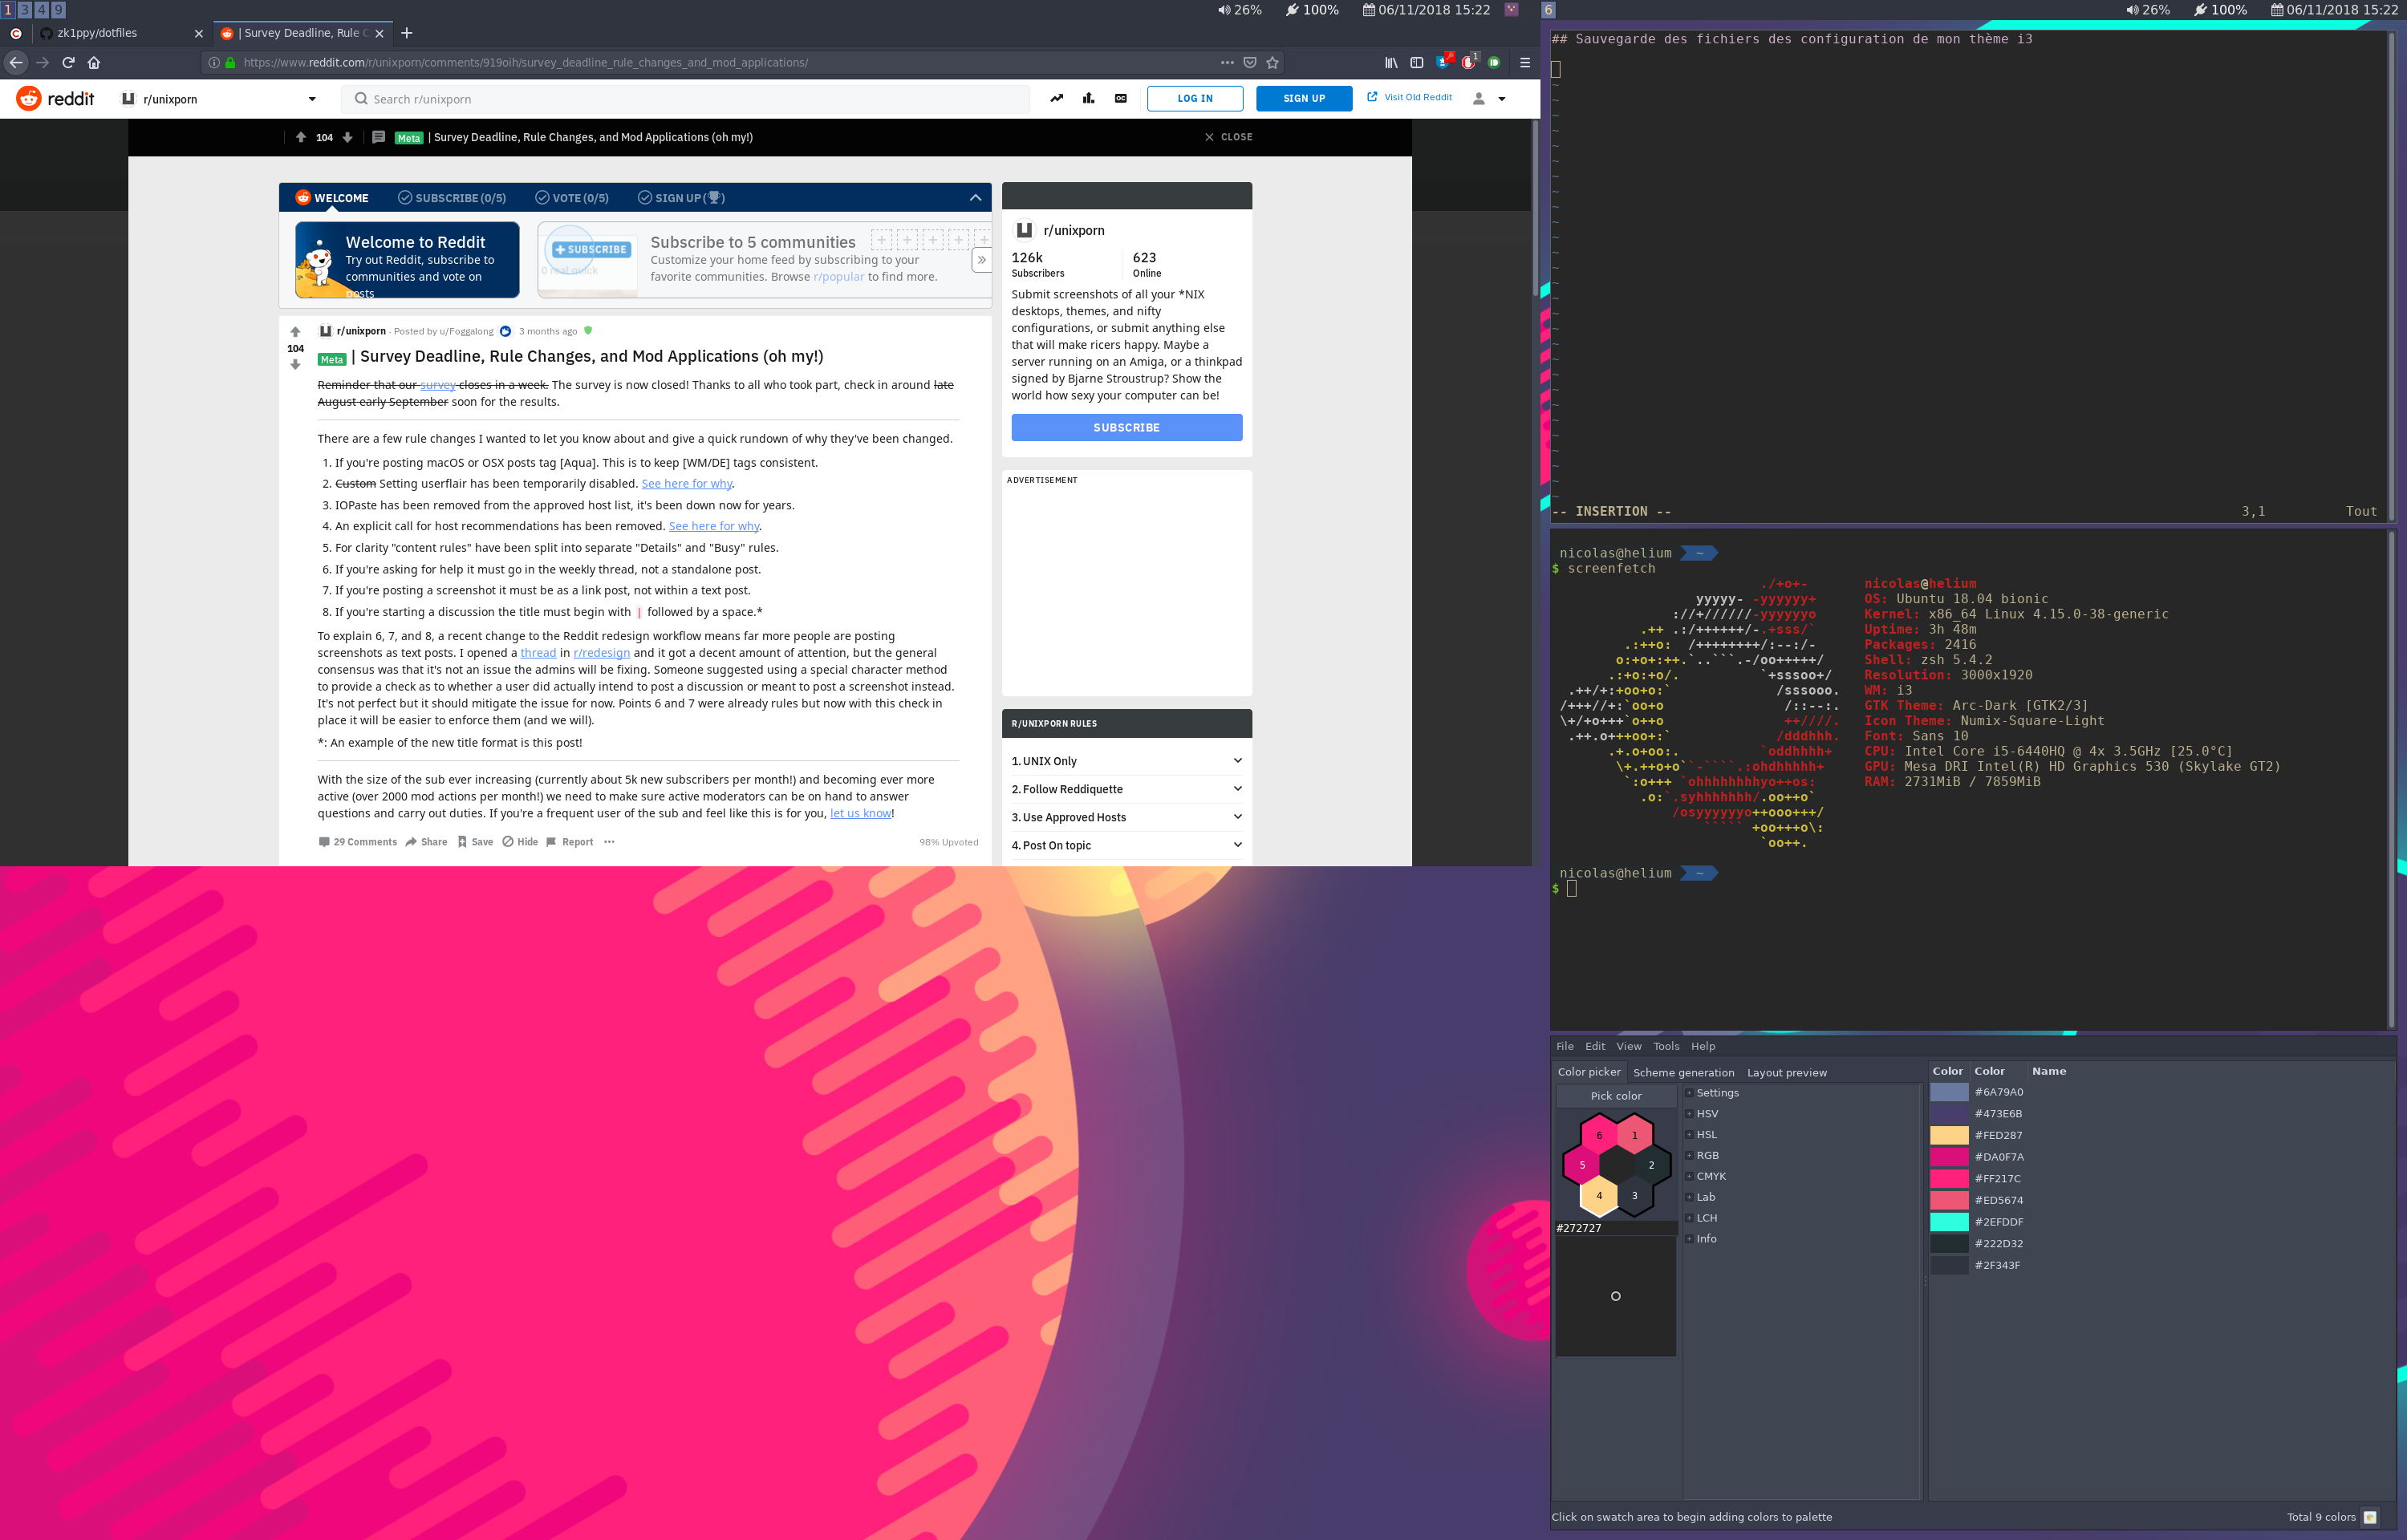 1 3 4 9
26% 100% 06/11/2018 15:22
zk1ppy/dotfiles
| Survey Deadline, Rule C
https://www.reddit.com/r/unixporn/comments/919oih/survey_deadline_rule_changes_and_mod_applications/
1
reddit
r/unixporn
Search r/unixporn
LOG IN
SIGN UP
Visit Old Reddit
104
Meta | Survey Deadline, Rule Changes, and Mod Applications (oh my!)
CLOSE
WELCOME
SUBSCRIBE (0/5)
VOTE (0/5)
SIGN UP ( )
Welcome to Reddit
Try out Reddit, subscribe to
communities and vote on
posts
+ SUBSCRIBE
Subscribe to 5 communities
Customize your home feed by subscribing to your
favorite communities. Browse r/popular to find more.
r/unixporn · Posted by u/Foggalong 3 months ago
104
Meta | Survey Deadline, Rule Changes, and Mod Applications (oh my!)
Reminder that our survey closes in a week. The survey is now closed! Thanks to all who took part, check in around late
August early September soon for the results.
There are a few rule changes I wanted to let you know about and give a quick rundown of why they've been changed.
1. If you're posting macOS or OSX posts tag [Aqua]. This is to keep [WM/DE] tags consistent.
2. Custom Setting userflair has been temporarily disabled. See here for why.
3. IOPaste has been removed from the approved host list, it's been down now for years.
4. An explicit call for host recommendations has been removed. See here for why.
5. For clarity "content rules" have been split into separate "Details" and "Busy" rules.
6. If you're asking for help it must go in the weekly thread, not a standalone post.
7. If you're posting a screenshot it must be as a link post, not within a text post.
8. If you're starting a discussion the title must begin with | followed by a space.*
To explain 6, 7, and 8, a recent change to the Reddit redesign workflow means far more people are posting
screenshots as text posts. I opened a thread in r/redesign and it got a decent amount of attention, but the general
consensus was that it's not an issue the admins will be fixing. Someone suggested using a special character method
to provide a check as to whether a user did actually intend to post a discussion or meant to post a screenshot instead.
It's not perfect but it should mitigate the issue for now. Points 6 and 7 were already rules but now with this check in
place it will be easier to enforce them (and we will).
*: An example of the new title format is this post!
With the size of the sub ever increasing (currently about 5k new subscribers per month!) and becoming ever more
active (over 2000 mod actions per month!) we need to make sure active moderators can be on hand to answer
questions and carry out duties. If you're a frequent user of the sub and feel like this is for you, let us know!
29 Comments Share Save Hide Report ··· 98% Upvoted
r/unixporn
126k 623
Subscribers Online
Submit screenshots of all your *NIX
desktops, themes, and nifty
configurations, or submit anything else
that will make ricers happy. Maybe a
server running on an Amiga, or a thinkpad
signed by Bjarne Stroustrup? Show the
world how sexy your computer can be!
SUBSCRIBE
ADVERTISEMENT
R/UNIXPORN RULES
1. UNIX Only
2. Follow Reddiquette
3. Use Approved Hosts
4. Post On topic
6
26% 100% 06/11/2018 15:22
## Sauvegarde des fichiers des configuration de mon thème i3
-- INSERTION -- 3,1 Tout
nicolas@helium ~
$ screenfetch
nicolas@helium
OS: Ubuntu 18.04 bionic
Kernel: x86_64 Linux 4.15.0-38-generic
Uptime: 3h 48m
Packages: 2416
Shell: zsh 5.4.2
Resolution: 3000x1920
WM: i3
GTK Theme: Arc-Dark [GTK2/3]
Icon Theme: Numix-Square-Light
Font: Sans 10
CPU: Intel Core i5-6440HQ @ 4x 3.5GHz [25.0°C]
GPU: Mesa DRI Intel(R) HD Graphics 530 (Skylake GT2)
RAM: 2731MiB / 7859MiB
nicolas@helium ~
$
File Edit View Tools Help
Color picker Scheme generation Layout preview
Pick color
6 1
5 2
4 3
#272727
Settings
HSV
HSL
RGB
CMYK
Lab
LCH
Info
Color Color Name
#6A79A0
#473E6B
#FED287
#DA0F7A
#FF217C
#ED5674
#2EFDDF
#222D32
#2F343F
Click on swatch area to begin adding colors to palette
Total 9 colors